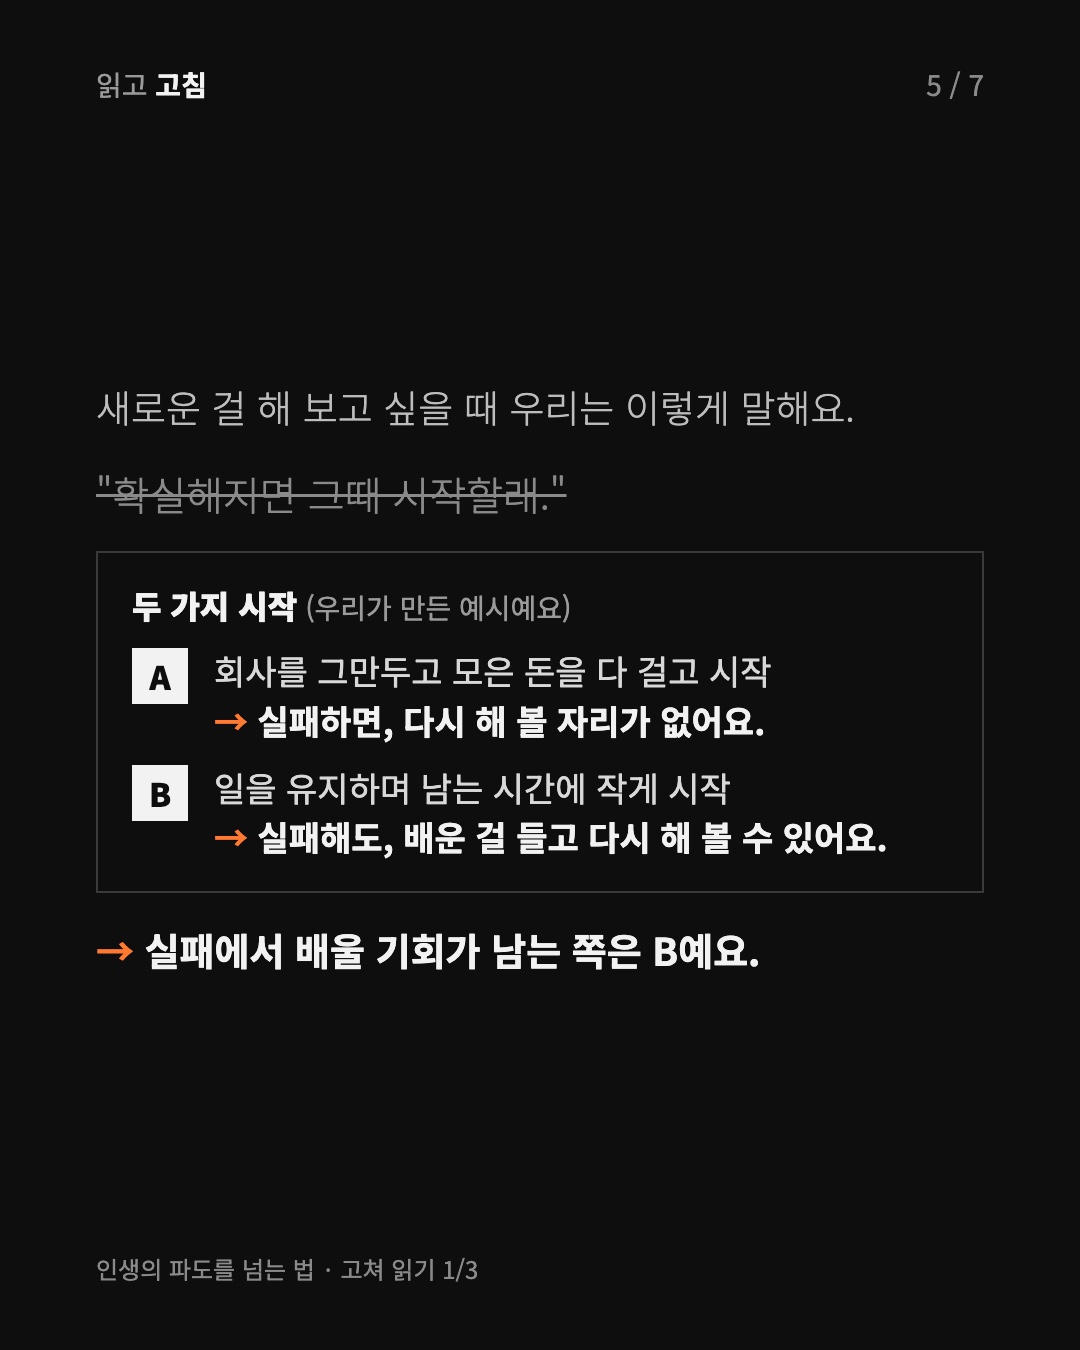 읽고 고침
5 / 7
새로운 걸 해 보고 싶을 때 우리는 이렇게 말해요.
"확실해지면 그때 시작할래."
두 가지 시작 (우리가 만든 예시예요)
A 회사를 그만두고 모은 돈을 다 걸고 시작
→ 실패하면, 다시 해 볼 자리가 없어요.
B 일을 유지하며 남는 시간에 작게 시작
→ 실패해도, 배운 걸 들고 다시 해 볼 수 있어요.
→ 실패에서 배울 기회가 남는 쪽은 B예요.
인생의 파도를 넘는 법 · 고쳐 읽기 1/3